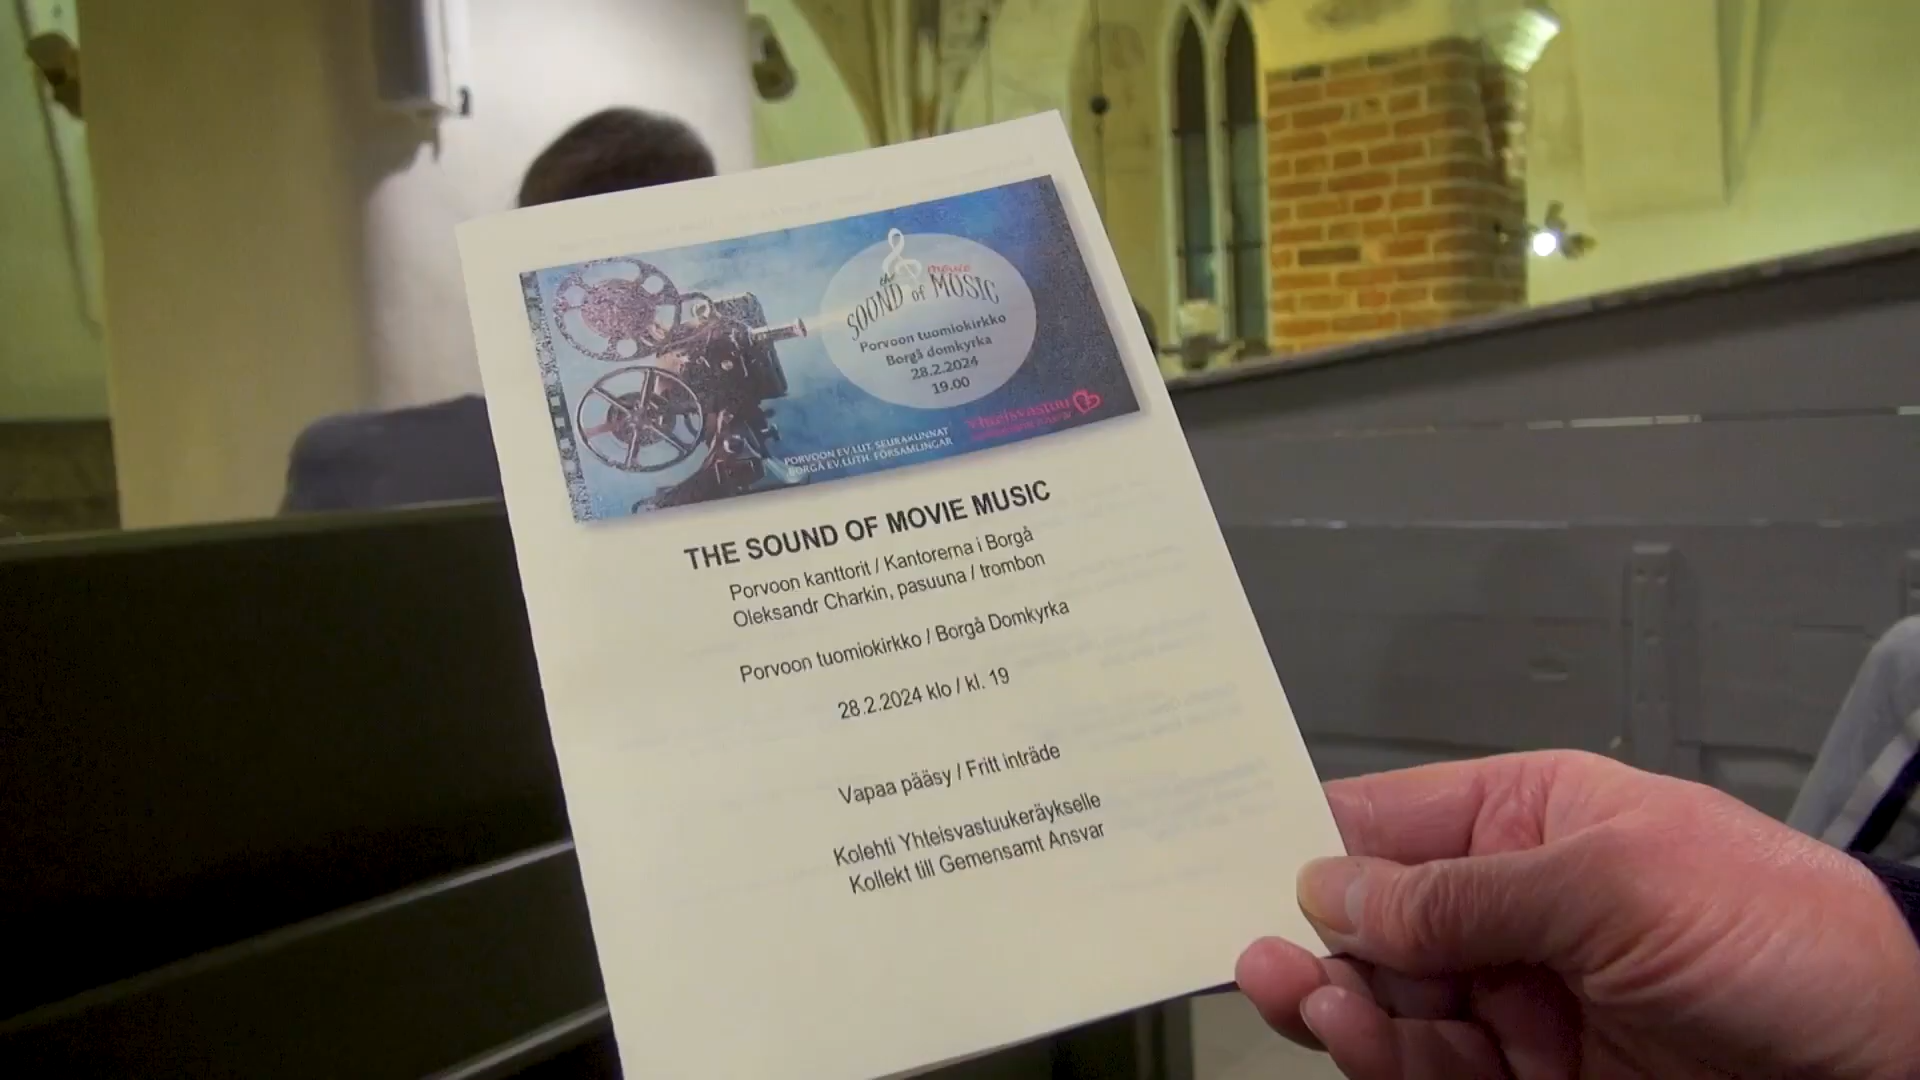 the movie
SOUND of MUSIC
Porvoon tuomiokirkko
Borgå domkyrka
28.2.2024
19.00
PORVOON EV.LUT. SEURAKUNNAT
BORGÅ EV.LUTH. FÖRSAMLINGAR
Yhteisvastuu
THE SOUND OF MOVIE MUSIC
Porvoon kanttorit / Kantorerna i Borgå
Oleksandr Charkin, pasuuna / trombon
Porvoon tuomiokirkko / Borgå Domkyrka
28.2.2024 klo / kl. 19
Vapaa pääsy / Fritt inträde
Kolehti Yhteisvastuukeräykselle
Kollekt till Gemensamt Ansvar